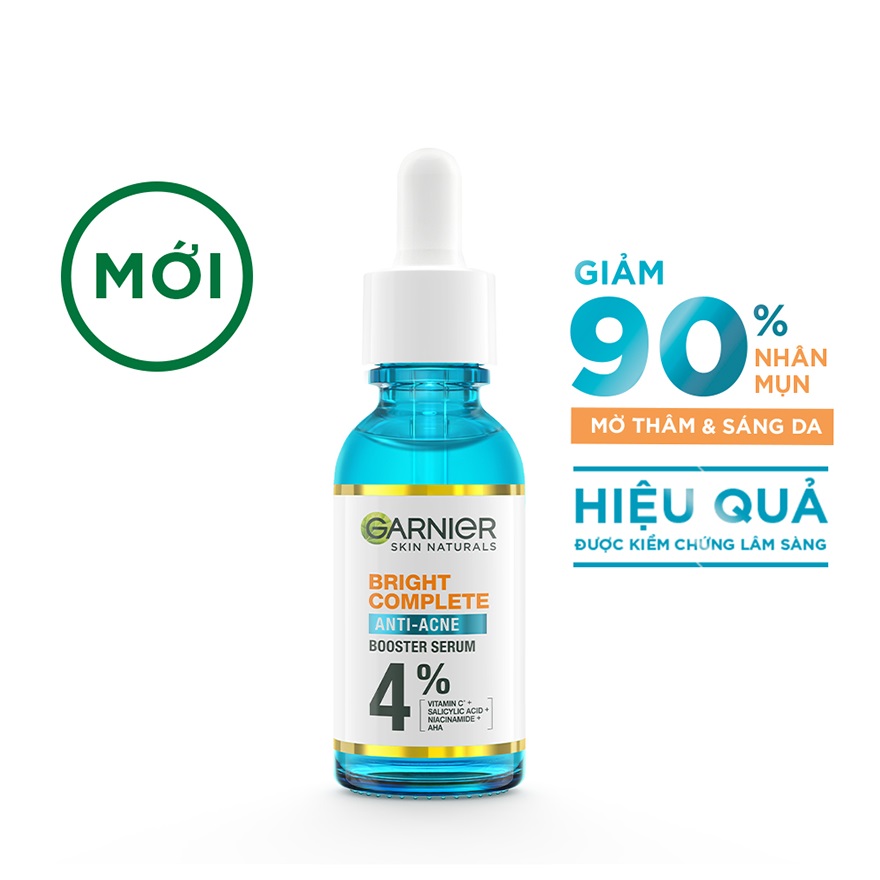 MỚI
GIẢM
90%
NHÂN
MỤN
MỜ THÂM & SÁNG DA
HIỆU QUẢ
ĐƯỢC KIỂM CHỨNG LÂM SÀNG
GARNIER
SKIN NATURALS
BRIGHT
COMPLETE
ANTI-ACNE
BOOSTER SERUM
4%
VITAMIN C* +
SALICYLIC ACID +
NIACINAMIDE +
AHA